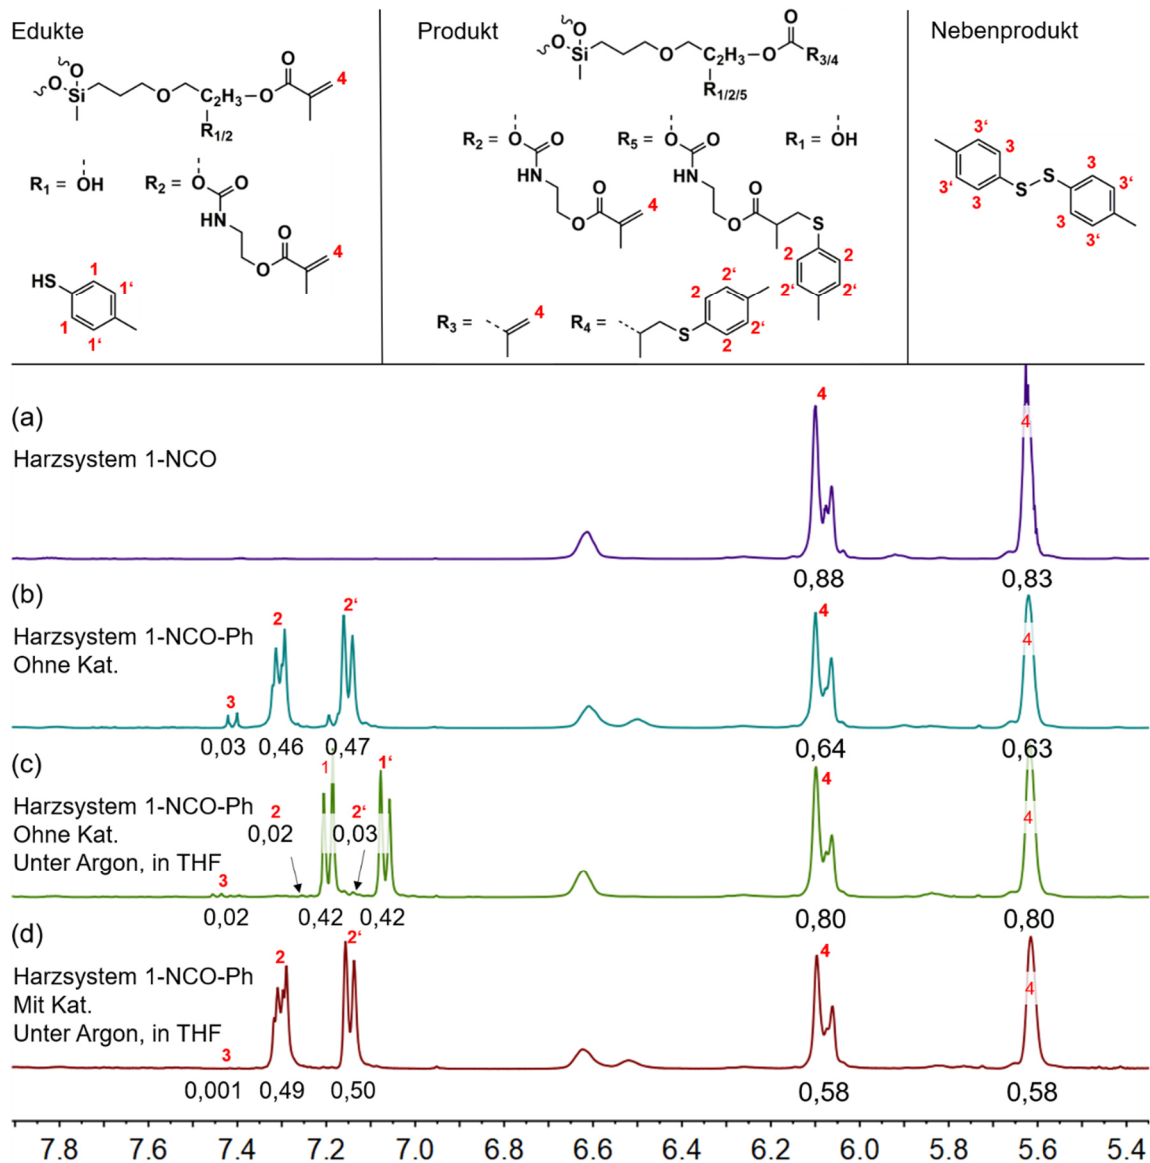 Edukte
Produkt
Nebenprodukt
O
O
Si
O
C₂H₃
O
O
4
R₁/₂
R₁ = OH
R₂ = O
O
HN
O
O
4
HS
1
1'
1
1'
O
O
Si
O
C₂H₃
O
O
R₃/₄
R₁/₂/₅
R₂ = O
O
HN
O
O
4
R₅ = O
O
HN
O
O
S
2
2
2'
2'
R₁ = OH
R₃ =
4
R₄ =
S
2
2'
2'
2
3'
3
3'
3
S
S
3
3'
3
3'
(a)
Harzsystem 1-NCO
4
4
0,88
0,83
(b)
Harzsystem 1-NCO-Ph
Ohne Kat.
3
2
2'
4
4
0,03
0,46
0,47
0,64
0,63
(c)
Harzsystem 1-NCO-Ph
Ohne Kat.
Unter Argon, in THF
3
2
0,02
1
2'
0,03
1'
4
4
0,02
0,42
0,42
0,80
0,80
(d)
Harzsystem 1-NCO-Ph
Mit Kat.
Unter Argon, in THF
3
2
2'
4
4
0,001
0,49
0,50
0,58
0,58
7.8 7.6 7.4 7.2 7.0 6.8 6.6 6.4 6.2 6.0 5.8 5.6 5.4